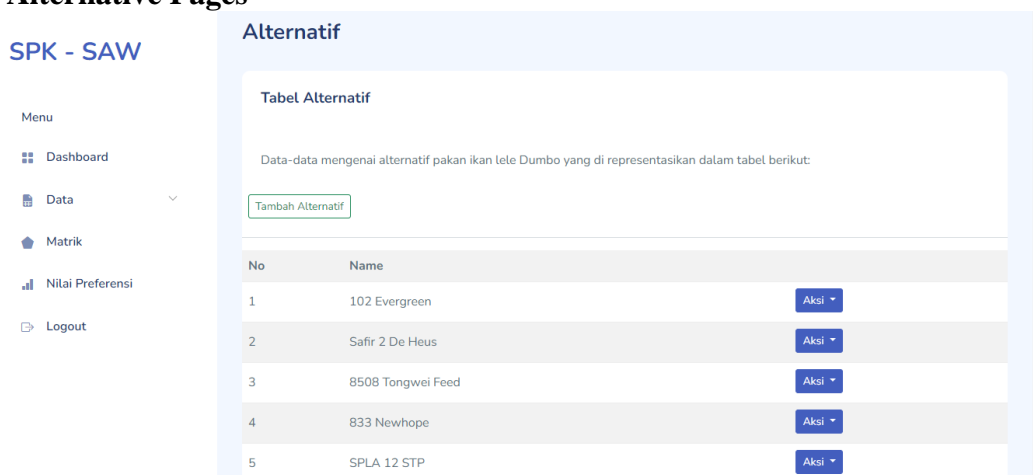 Alternative Pages
SPK - SAW
Menu
Dashboard
Data
Matrik
Nilai Preferensi
Logout
Alternatif
Tabel Alternatif
Data-data mengenai alternatif pakan ikan lele Dumbo yang di representasikan dalam tabel berikut:
Tambah Alternatif
No Name
1 102 Evergreen Aksi
2 Safir 2 De Heus Aksi
3 8508 Tongwei Feed Aksi
4 833 Newhope Aksi
5 SPLA 12 STP Aksi